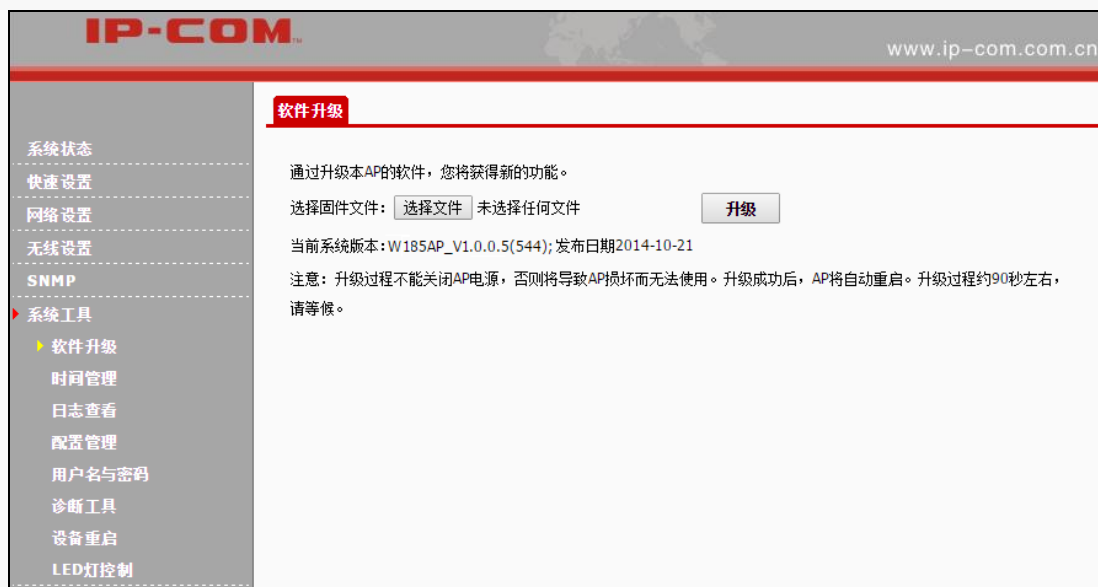 IP-COM™
www.ip-com.com.cn
系统状态
快速设置
网络设置
无线设置
SNMP
系统工具
软件升级
时间管理
日志查看
配置管理
用户名与密码
诊断工具
设备重启
LED灯控制
软件升级
通过升级本AP的软件，您将获得新的功能。
选择固件文件： 选择文件 未选择任何文件 升级
当前系统版本:W185AP_V1.0.0.5(544); 发布日期2014-10-21
注意：升级过程不能关闭AP电源，否则将导致AP损坏而无法使用。升级成功后，AP将自动重启。升级过程约90秒左右，
请等候。